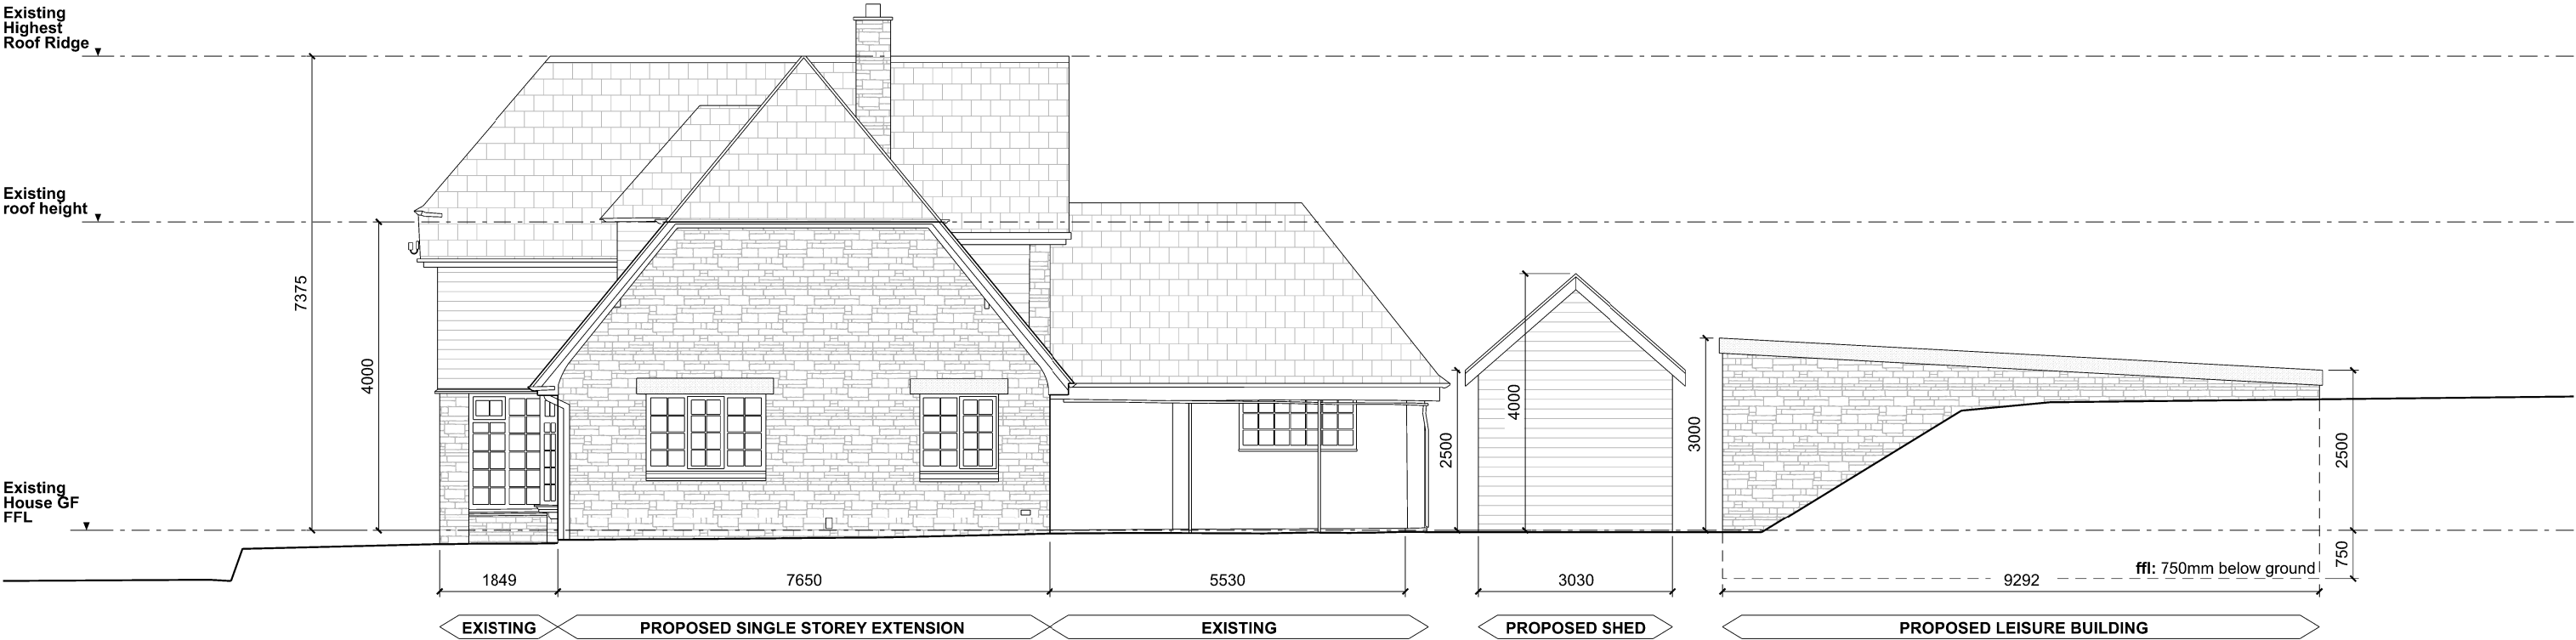 Existing
Highest
Roof Ridge
Existing
roof height
Existing
House GF
FFL
7375
4000
2500
4000
3000
2500
750
ffl: 750mm below ground
1849
7650
5530
3030
9292
EXISTING
PROPOSED SINGLE STOREY EXTENSION
EXISTING
PROPOSED SHED
PROPOSED LEISURE BUILDING